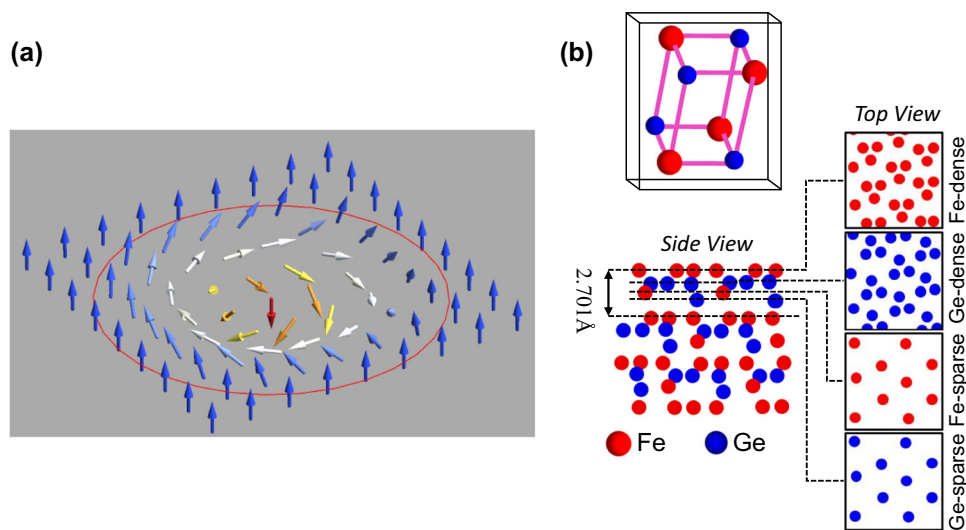 (a)
(b)
Top View
Side View
2.701Å
Fe-dense
Ge-dense
Fe-sparse
Ge-sparse
Fe
Ge